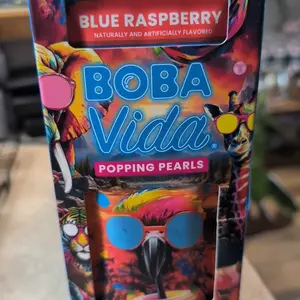 BLUE RASPBERRY
NATURALLY AND ARTIFICIALLY FLAVORED
BOBA
Vida®
POPPING PEARLS